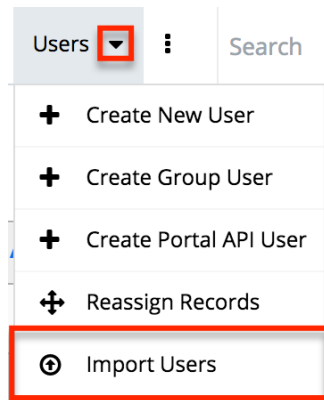 Users
Search
Create New User
Create Group User
Create Portal API User
Reassign Records
Import Users